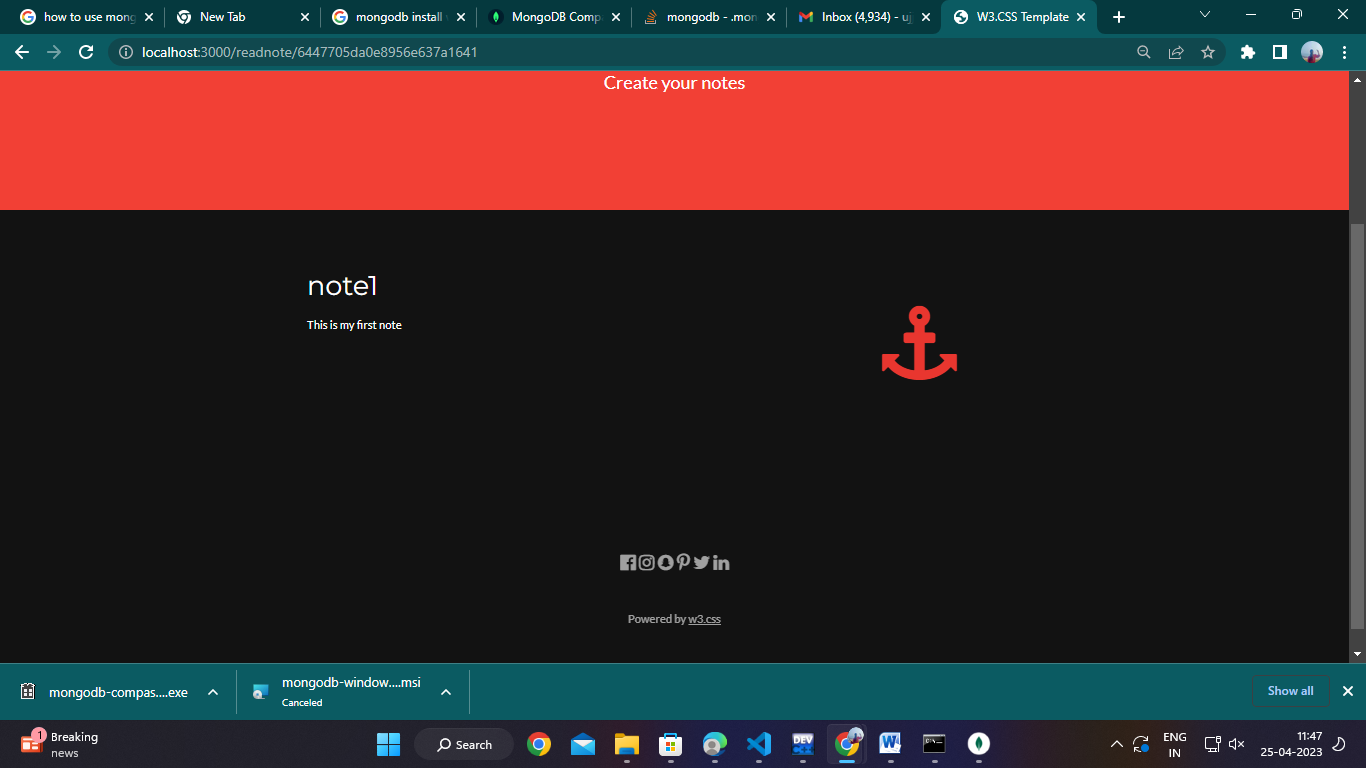 how to use mong
New Tab
mongodb install
MongoDB Comp
mongodb - .mon
Inbox (4,934) - uj
W3.CSS Template
localhost:3000/readnote/6447705da0e8956e637a1641
Create your notes
note1
This is my first note
Powered by w3.css
mongodb-compas....exe
mongodb-window....msi
Canceled
Show all
1
Breaking
news
Search
DEV
W
ENG
IN
11:47
25-04-2023